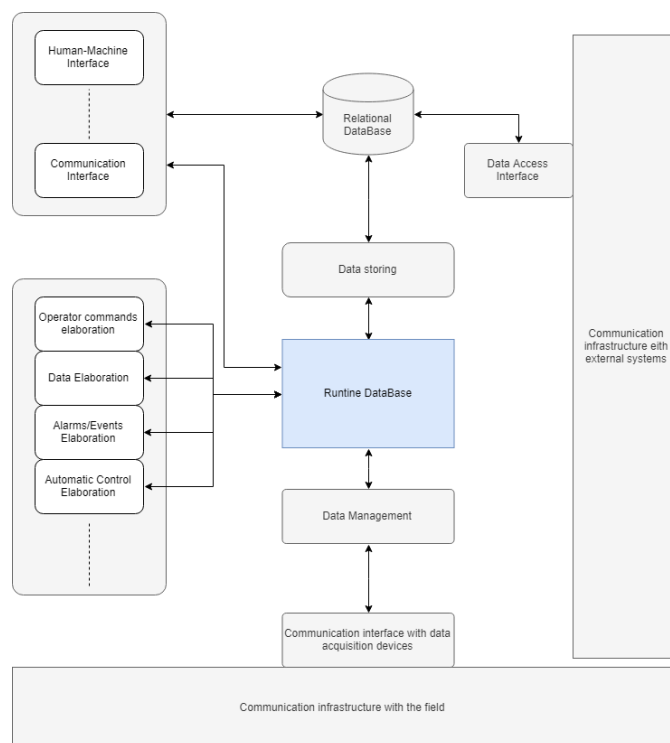 Human-Machine
Interface
Communication
Interface
Relational
DataBase
Data Access
Interface
Data storing
Operator commands
elaboration
Data Elaboration
Alarms/Events
Elaboration
Automatic Control
Elaboration
Runtine DataBase
Communication
infrastructure eith
external systems
Data Management
Communication interface with data
acquisition devices
Communication infrastructure with the field